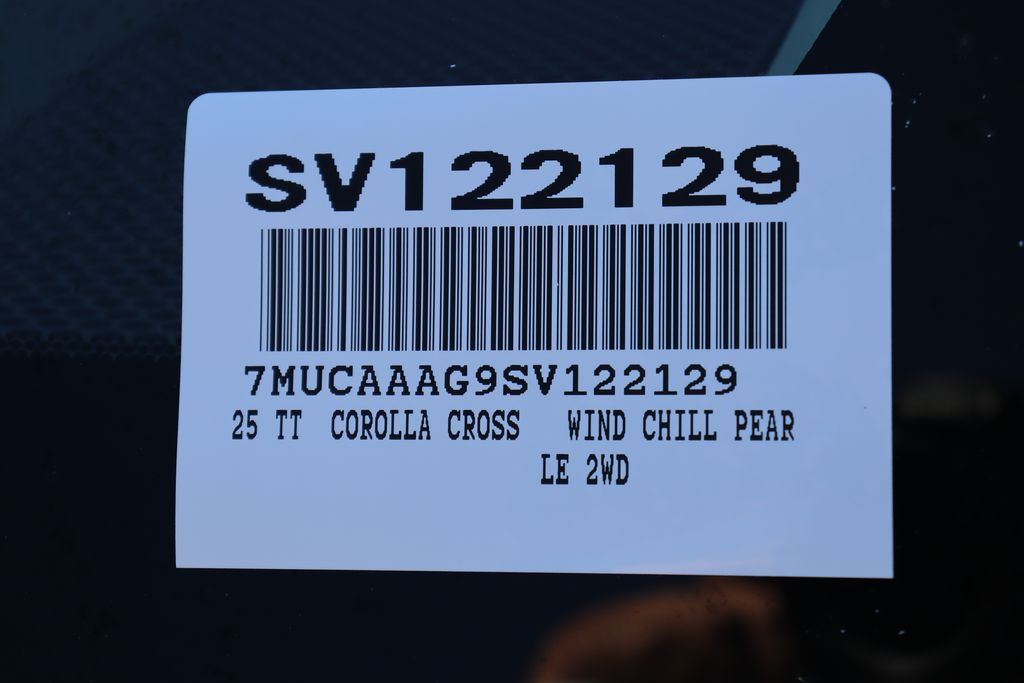 SV122129
7MUCAAAG9SV122129
25 TT COROLLA CROSS WIND CHILL PEAR
LE 2WD